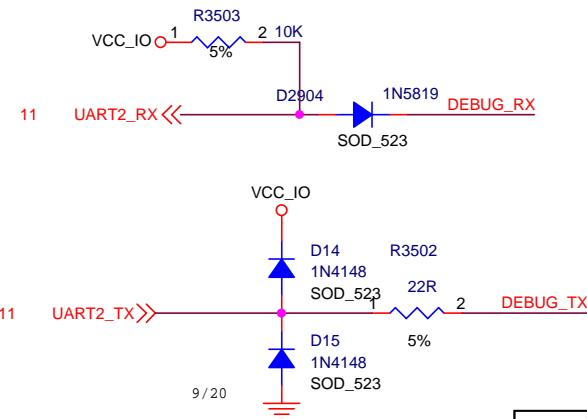 R3503
VCC_IO 1 2 10K
5%
D2904 1N5819
11 UART2_RX DEBUG_RX
SOD_523
VCC_IO
D14 R3502
1N4148
22R
SOD_523 1 2
11 UART2_TX DEBUG_TX
D15 5%
1N4148
SOD_523
9/20